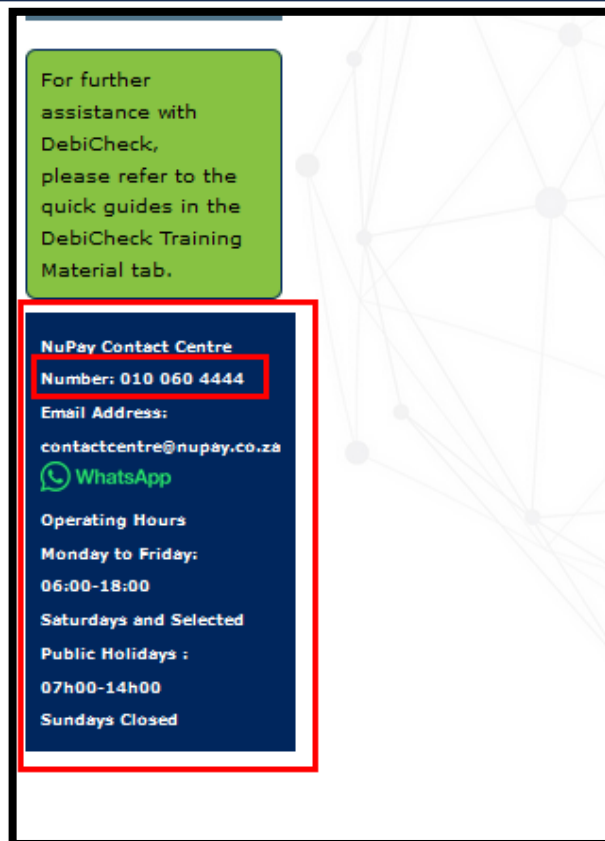 For further
assistance with
DebiCheck,
please refer to the
quick guides in the
DebiCheck Training
Material tab.
NuPay Contact Centre
Number: 010 060 4444
Email Address:
contactcentre@nupay.co.za
WhatsApp
Operating Hours
Monday to Friday:
06:00-18:00
Saturdays and Selected
Public Holidays :
07h00-14h00
Sundays Closed